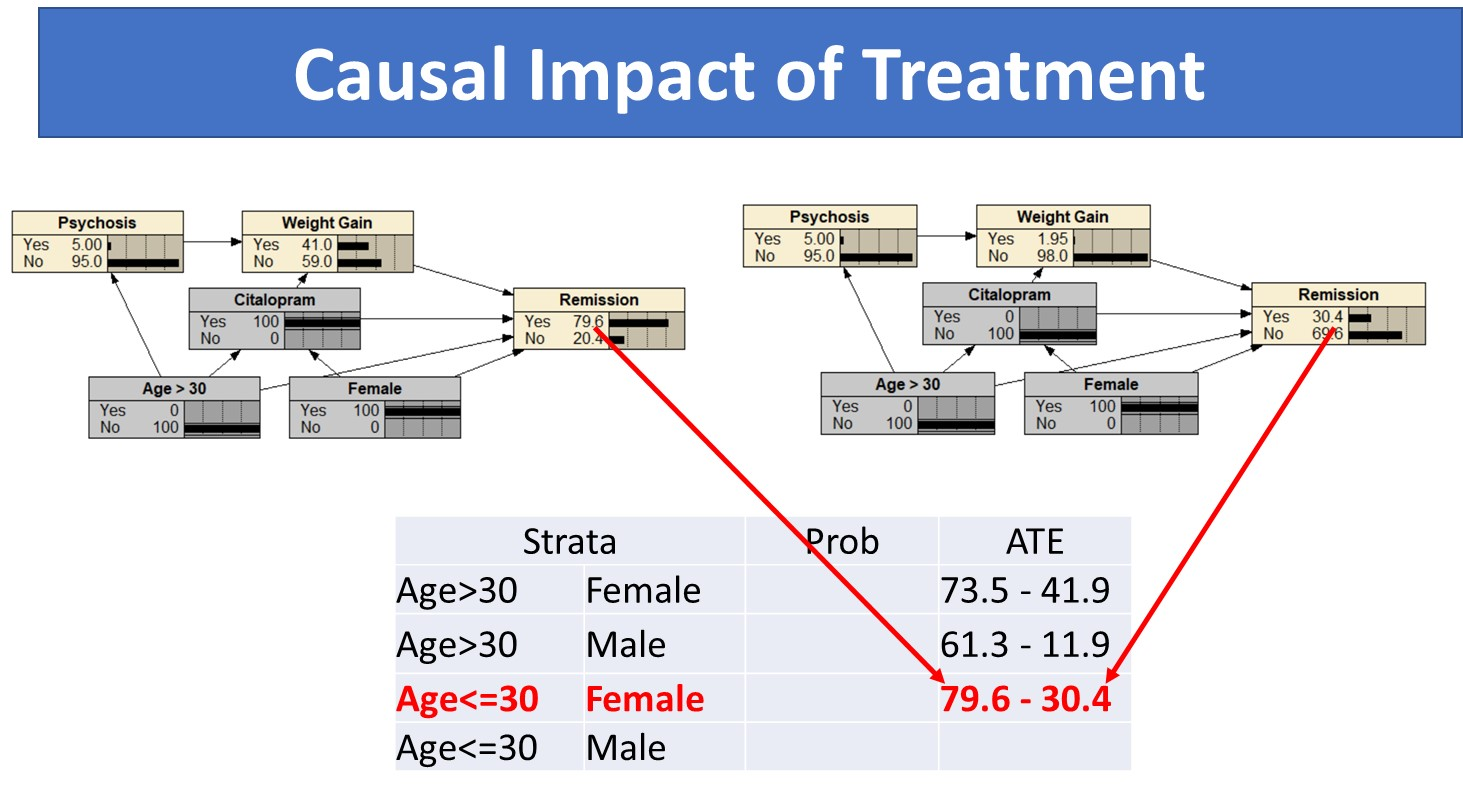 Causal Impact of Treatment
Psychosis
Yes 5.00
No 95.0
Weight Gain
Yes 41.0
No 59.0
Citalopram
Yes 100
No 0
Remission
Yes 79.6
No 20.4
Age > 30
Yes 0
No 100
Female
Yes 100
No 0
Psychosis
Yes 5.00
No 95.0
Weight Gain
Yes 1.95
No 98.0
Citalopram
Yes 0
No 100
Remission
Yes 30.4
No 69.6
Age > 30
Yes 0
No 100
Female
Yes 100
No 0
Strata Prob ATE
Age>30 Female 73.5 - 41.9
Age>30 Male 61.3 - 11.9
Age<=30 Female 79.6 - 30.4
Age<=30 Male